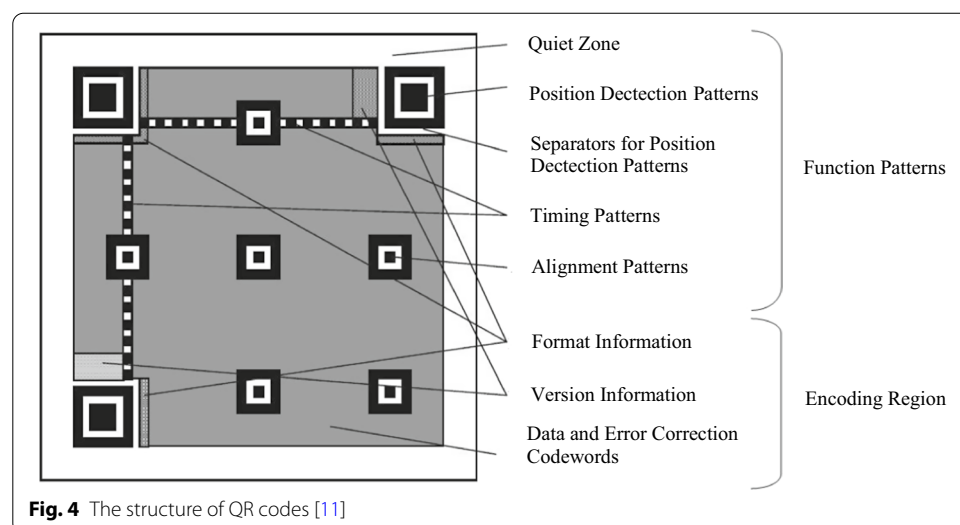 Quiet Zone
Position Dectection Patterns
Separators for Position
Dectection Patterns
Function Patterns
Timing Patterns
Alignment Patterns
Format Information
Version Information
Encoding Region
Data and Error Correction
Codewords
Fig. 4 The structure of QR codes [11]